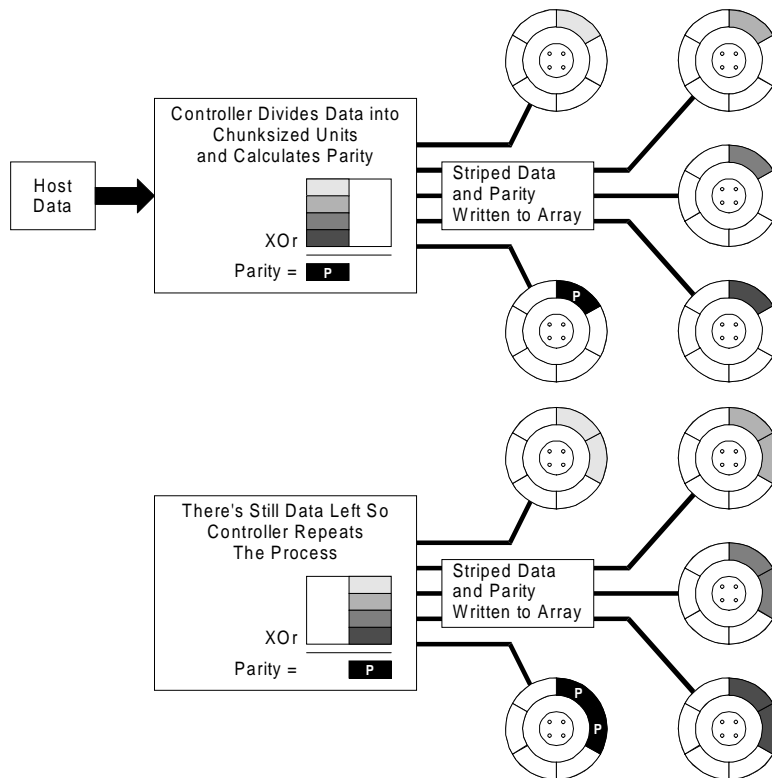 Controller Divides Data into
Chunksized Units
and Calculates Parity
Host
Data
XOr
Parity =
P
Striped Data
and Parity
Written to Array
P
There's Still Data Left So
Controller Repeats
The Process
XOr
Parity =
P
Striped Data
and Parity
Written to Array
P
P